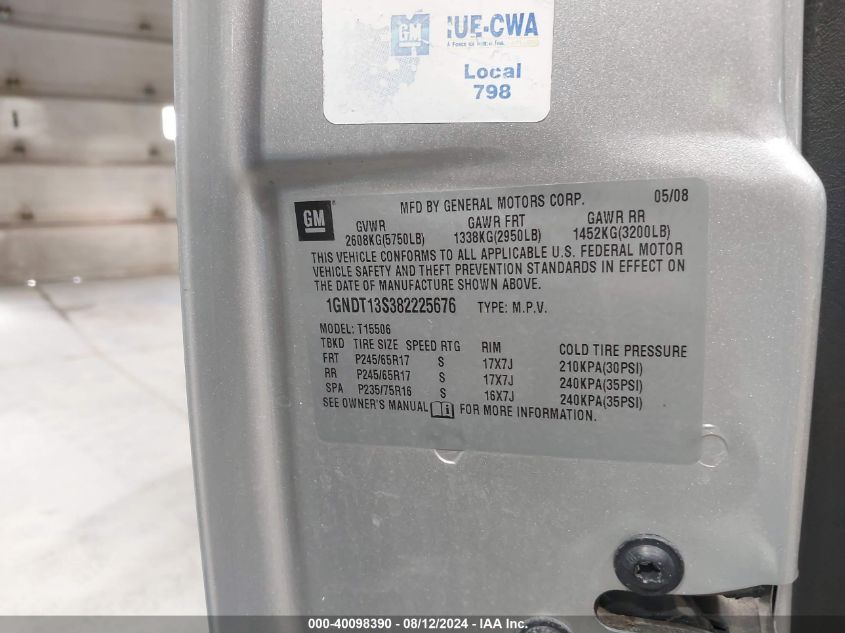 GM IUE-CWA
Local
798
GM
MFD BY GENERAL MOTORS CORP. 05/08
GVWR GAWR FRT GAWR RR
2608KG(5750LB) 1338KG(2950LB) 1452KG(3200LB)
THIS VEHICLE CONFORMS TO ALL APPLICABLE U.S. FEDERAL MOTOR
VEHICLE SAFETY AND THEFT PREVENTION STANDARDS IN EFFECT ON
THE DATE OF MANUFACTURE SHOWN ABOVE.
1GNDT13S382225676 TYPE: M.P.V.
MODEL: T15506
TBKD TIRE SIZE SPEED RTG RIM COLD TIRE PRESSURE
FRT P245/65R17 S 17X7J 210KPA(30PSI)
RR P245/65R17 S 17X7J 240KPA(35PSI)
SPA P235/75R16 S 16X7J 240KPA(35PSI)
SEE OWNER'S MANUAL i FOR MORE INFORMATION.
000-40098390 - 08/12/2024 - IAA Inc.